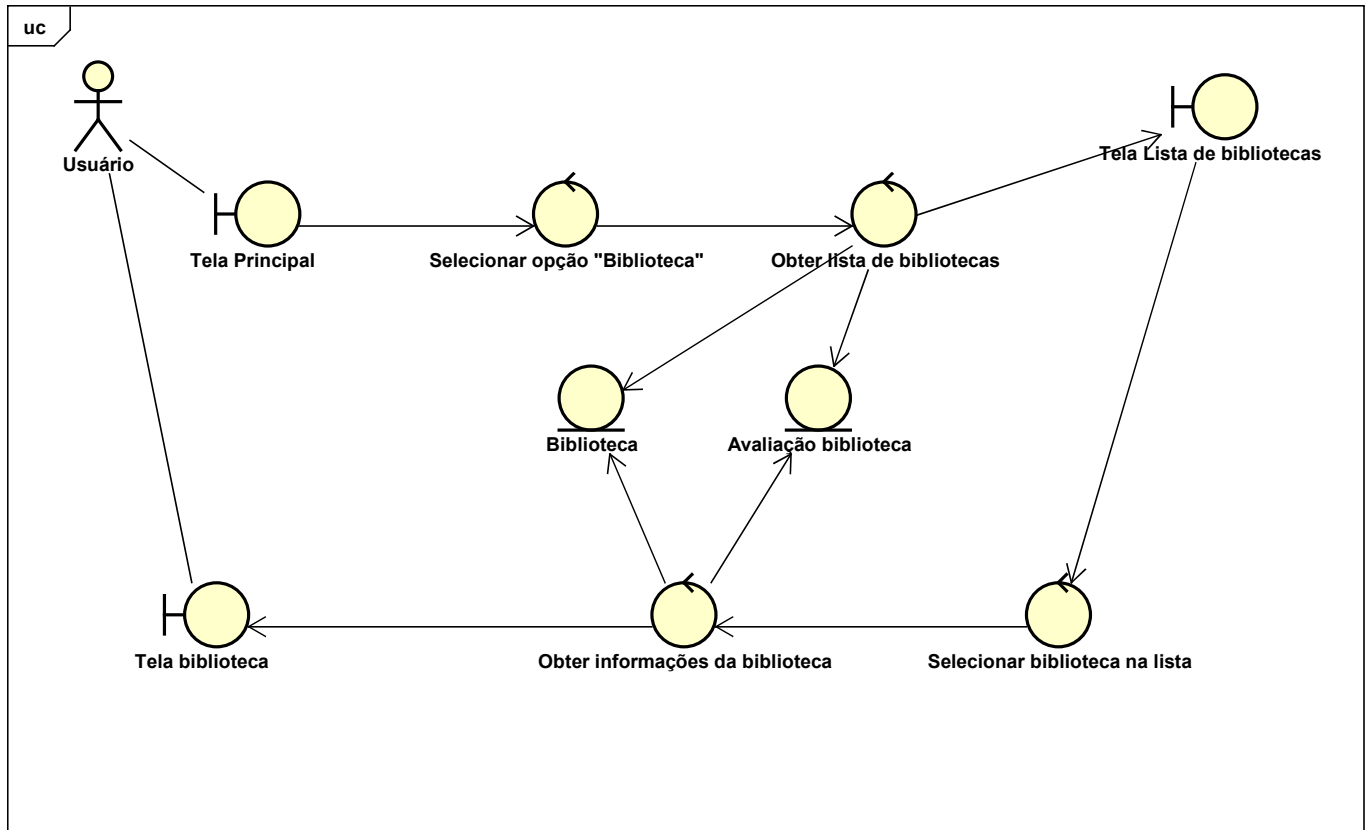 uc
Usuário
Tela Lista de bibliotecas
Tela Principal
Selecionar opção "Biblioteca"
Obter lista de bibliotecas
Biblioteca
Avaliação biblioteca
Tela biblioteca
Obter informações da biblioteca
Selecionar biblioteca na lista